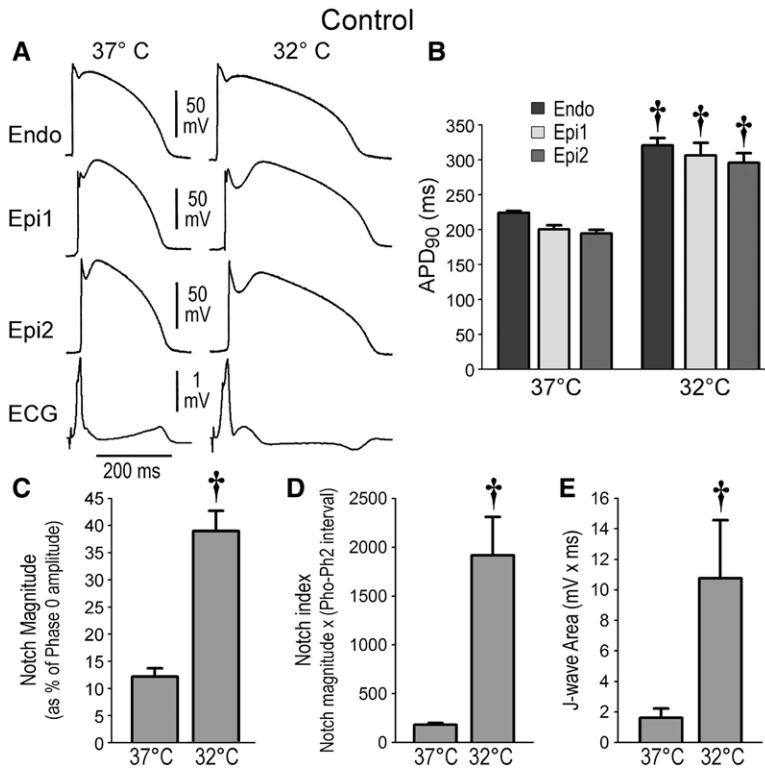 Control
A
37° C
32° C
Endo
50
mV
Epi1
50
mV
Epi2
50
mV
ECG
1
mV
200 ms
B
Endo
Epi1
Epi2
APD90 (ms)
350
300
250
200
150
100
50
0
† † †
37°C
32°C
C
Notch Magnitude
(as % of Phase 0 amplitude)
45
40
35
30
25
20
15
10
5
0
†
37°C 32°C
D
Notch index
Notch magnitude x (Pho-Ph2 interval)
2500
2000
1500
1000
500
0
†
37°C 32°C
E
J-wave Area (mV x ms)
16
14
12
10
8
6
4
2
0
†
37°C 32°C